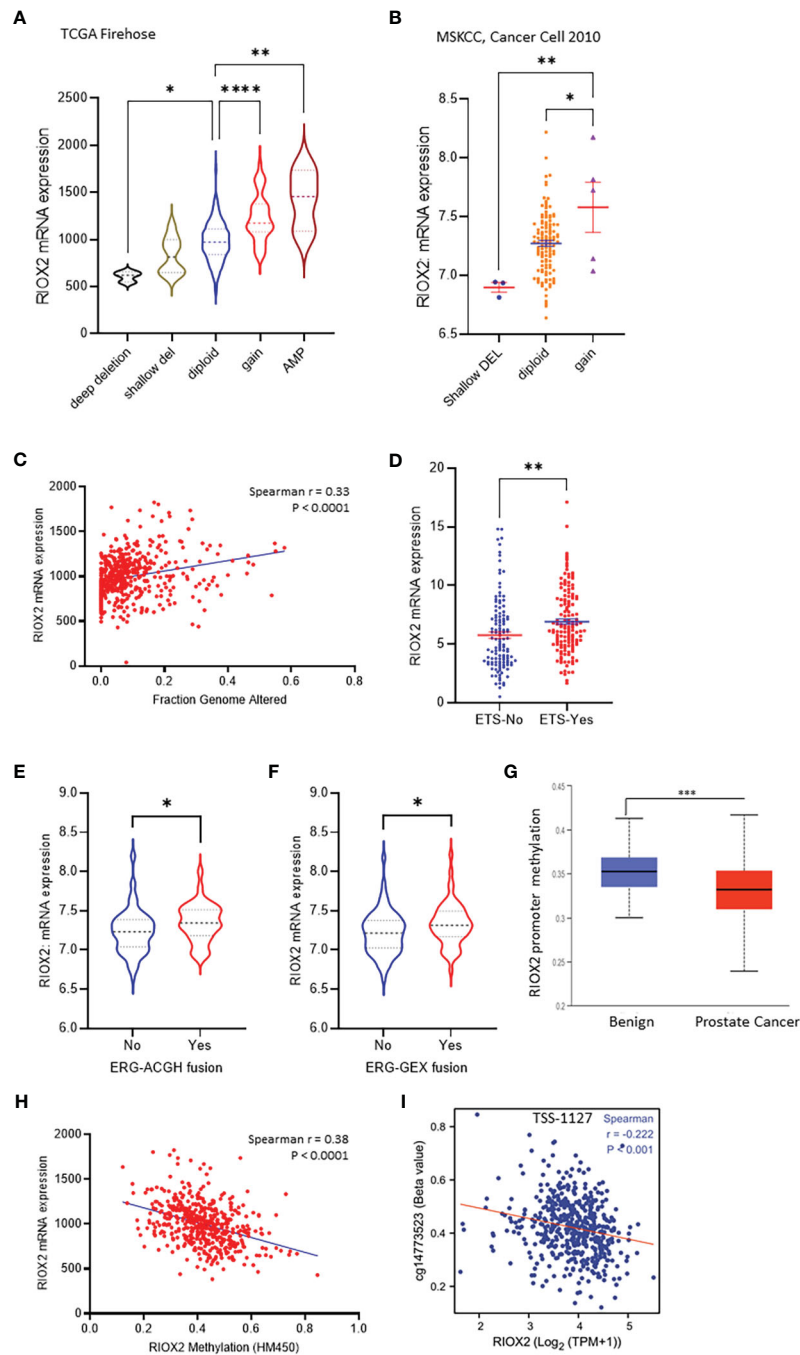 A
TCGA Firehose
**
*
****
2500
2000
1500
1000
500
0
RIOX2 mRNA expression
deep deletion
shallow del
diploid
gain
AMP
B
MSKCC, Cancer Cell 2010
**
*
8.5
8.0
7.5
7.0
6.5
RIOX2: mRNA expression
Shallow DEL
diploid
gain
C
Spearman r = 0.33
P < 0.0001
2000
1500
1000
500
0
RIOX2 mRNA expression
0.0 0.2 0.4 0.6 0.8
Fraction Genome Altered
D
**
20
15
10
5
0
RIOX2 mRNA expression
ETS-No ETS-Yes
E
*
9.0
8.5
8.0
7.5
7.0
6.5
6.0
RIOX2: mRNA expression
No Yes
ERG-ACGH fusion
F
*
9.0
8.5
8.0
7.5
7.0
6.5
6.0
RIOX2 mRNA expression
No Yes
ERG-GEX fusion
G
***
0.45
0.4
0.35
0.3
0.25
0.2
RIOX2 promoter methylation
Benign Prostate Cancer
H
Spearman r = 0.38
P < 0.0001
2000
1500
1000
500
0
RIOX2 mRNA expression
0.0 0.2 0.4 0.6 0.8 1.0
RIOX2 Methylation (HM450)
I
TSS-1127
Spearman
r = -0.222
P < 0.001
0.8
0.6
0.4
0.2
cg14773523 (Beta value)
2 3 4 5
RIOX2 (Log2 (TPM+1))